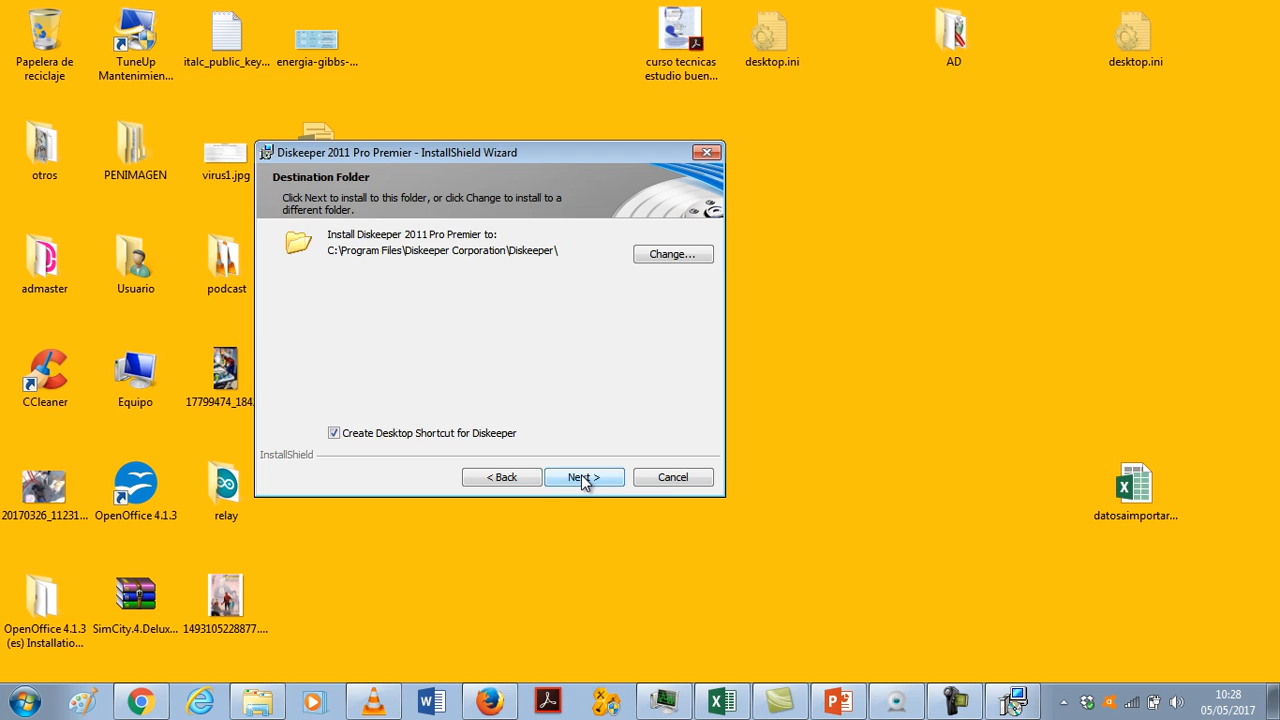 Papelera de
reciclaje
TuneUp
Mantenimien...
italc_public_key...
energia-gibbs-...
curso tecnicas
estudio buen...
desktop.ini
AD
desktop.ini
otros
PENIMAGEN
virus1.jpg
Diskeeper 2011 Pro Premier - InstallShield Wizard
Destination Folder
Click Next to install to this folder, or click Change to install to a
different folder.
Install Diskeeper 2011 Pro Premier to:
C:\Program Files\Diskeeper Corporation\Diskeeper\
Change...
admaster
Usuario
podcast
CCleaner
Equipo
17799474_184
Create Desktop Shortcut for Diskeeper
InstallShield
< Back
Next >
Cancel
20170326_11231...
OpenOffice 4.1.3
relay
datosaimportar...
OpenOffice 4.1.3
(es) Installatio...
SimCity.4.Delux...
1493105228877....
10:28
05/05/2017